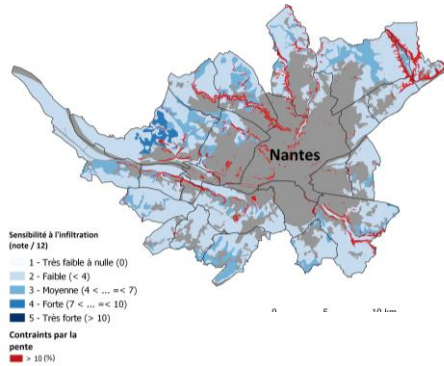 Nantes
Sensibilité à l'infiltration
(note / 12)
1 - Très faible à nulle (0)
2 - Faible (< 4)
3 - Moyenne (4 < ... =< 7)
4 - Forte (7 < ... =< 10)
5 - Très forte (> 10)
Contraints par la
pente
> 10 (%)
0 5 10 km